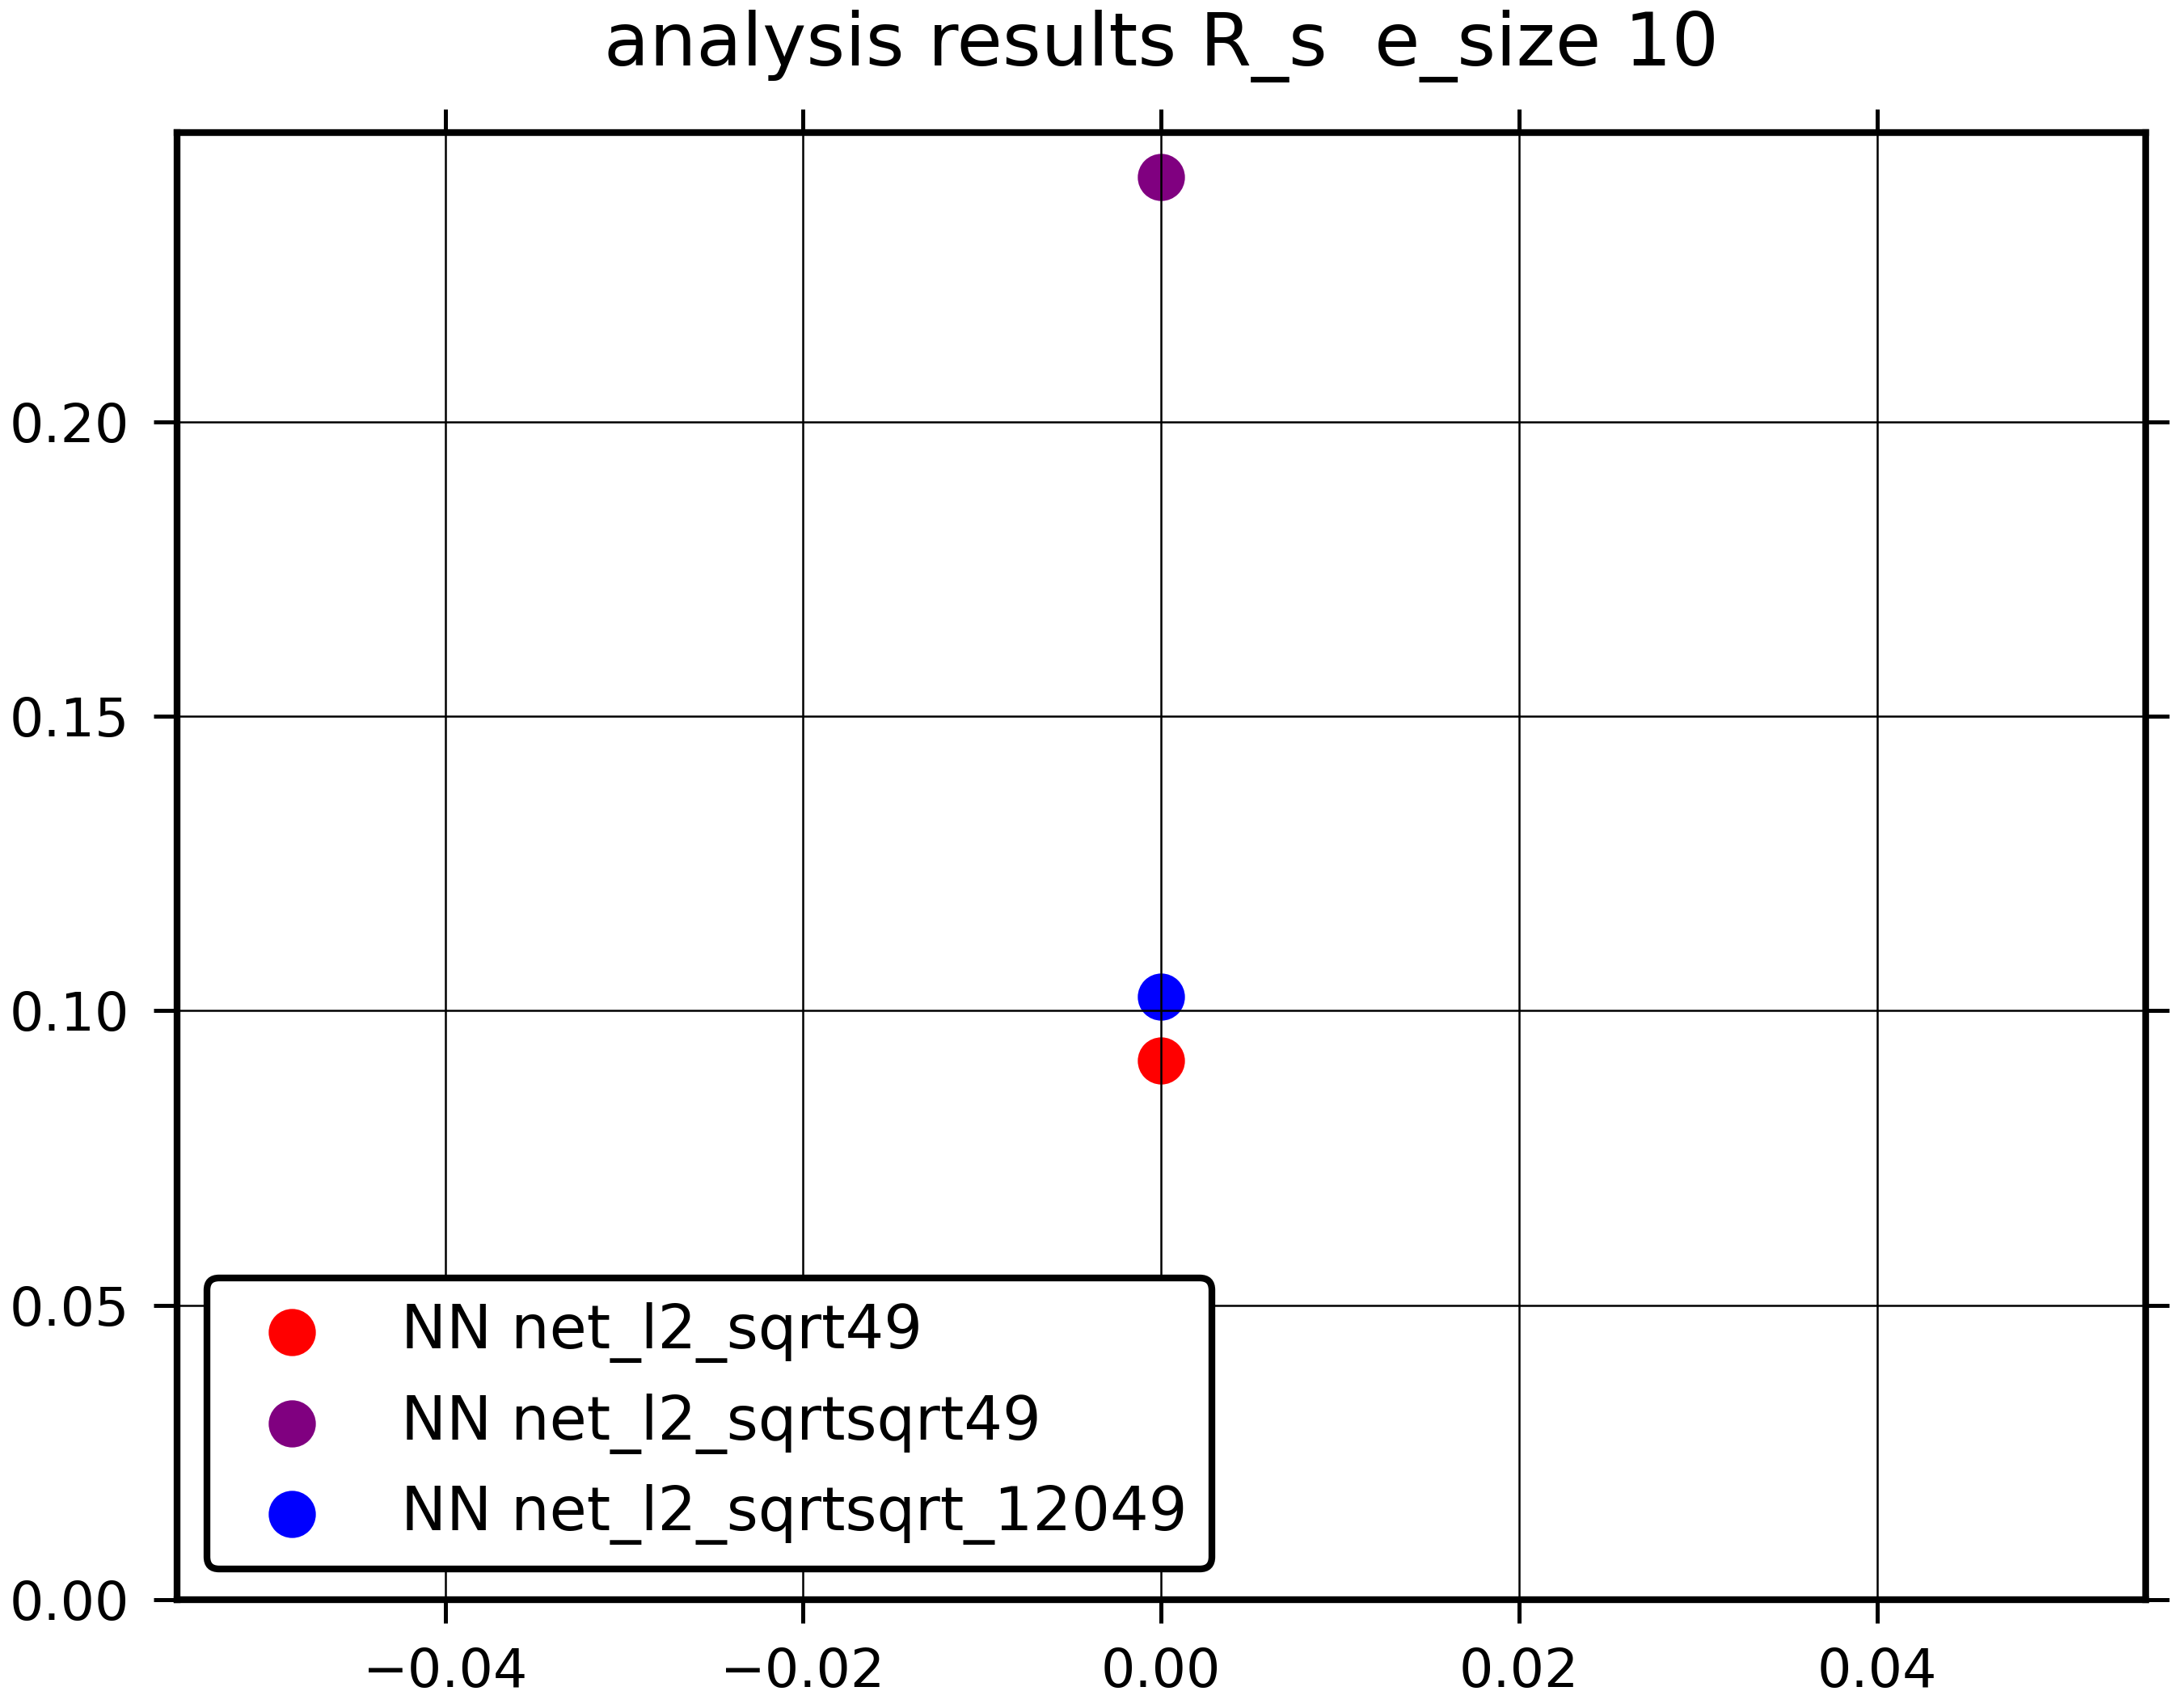 analysis results R_s  e_size 10
0.20
0.15
0.10
0.05
0.00
NN net_l2_sqrt49
NN net_l2_sqrtsqrt49
NN net_l2_sqrtsqrt_12049
−0.04 −0.02 0.00 0.02 0.04